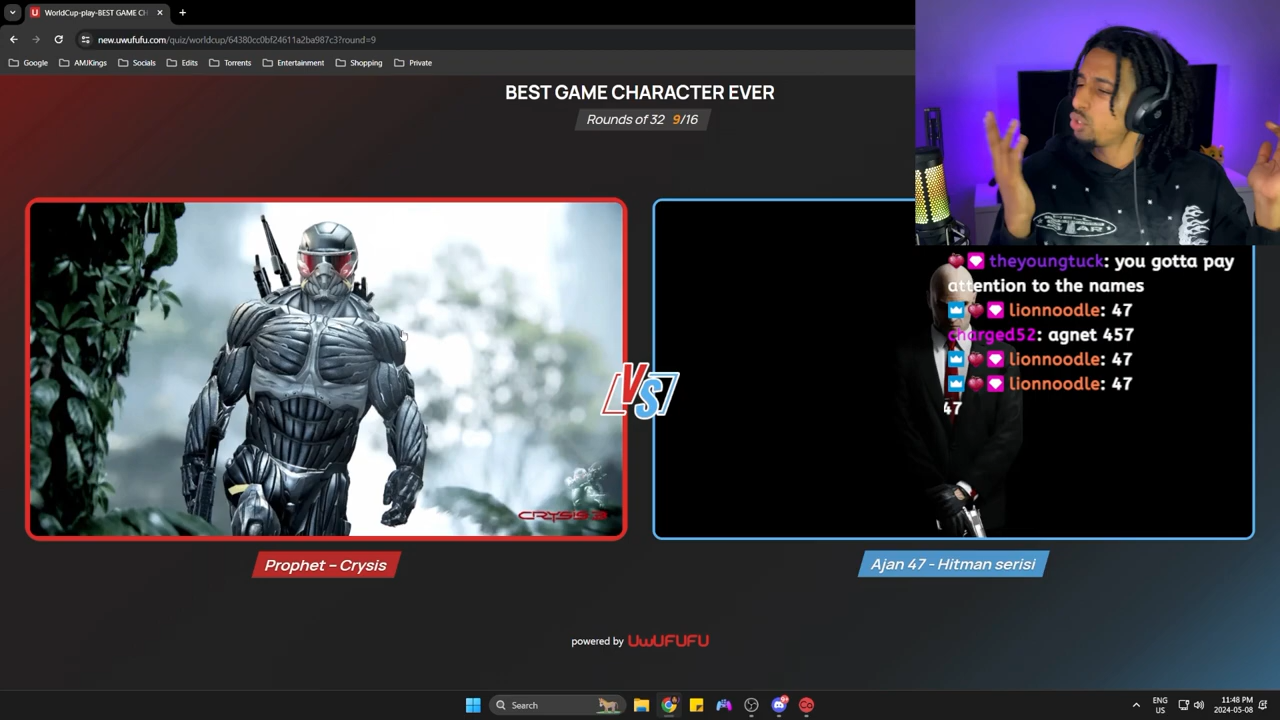 WorldCup-play-BEST GAME CH
new.uwufufu.com/quiz/worldcup/64380cc0bf24611a2ba987c3?round=9
Google AMJKings Socials Edits Torrents Entertainment Shopping Private
BEST GAME CHARACTER EVER
Rounds of 32 9/16
STAR
theyoungtuck: you gotta pay
attention to the names
lionnoodle: 47
charged52: agnet 457
lionnoodle: 47
lionnoodle: 47
47
VS
CRYSIS 3
Prophet – Crysis
Ajan 47 - Hitman serisi
powered by UWUFUFU
Search
ENG
US
11:48 PM
2024-05-08